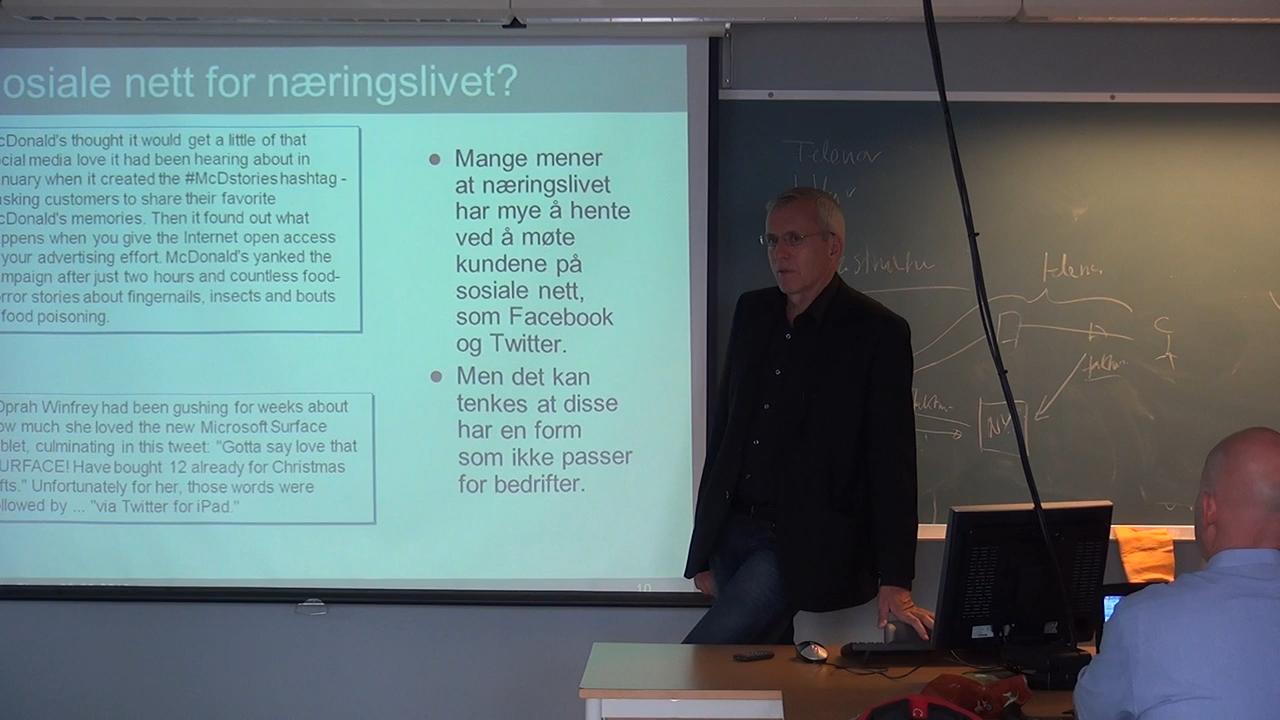 osiale nett for næringslivet?
cDonald's thought it would get a little of that
cial media love it had been hearing about in
nuary when it created the #McDstories hashtag -
sking customers to share their favorite
cDonald's memories. Then it found out what
ppens when you give the Internet open access
your advertising effort. McDonald's yanked the
mpaign after just two hours and countless food-
rror stories about fingernails, insects and bouts
food poisoning.
Oprah Winfrey had been gushing for weeks about
ow much she loved the new Microsoft Surface
blet, culminating in this tweet: "Gotta say love that
URFACE! Have bought 12 already for Christmas
fts." Unfortunately for her, those words were
llowed by ... "via Twitter for iPad."
• Mange mener
at næringslivet
har mye å hente
ved å møte
kundene på
sosiale nett,
som Facebook
og Twitter.
• Men det kan
tenkes at disse
har en form
som ikke passer
for bedrifter.
10
Telenor
telenor
C